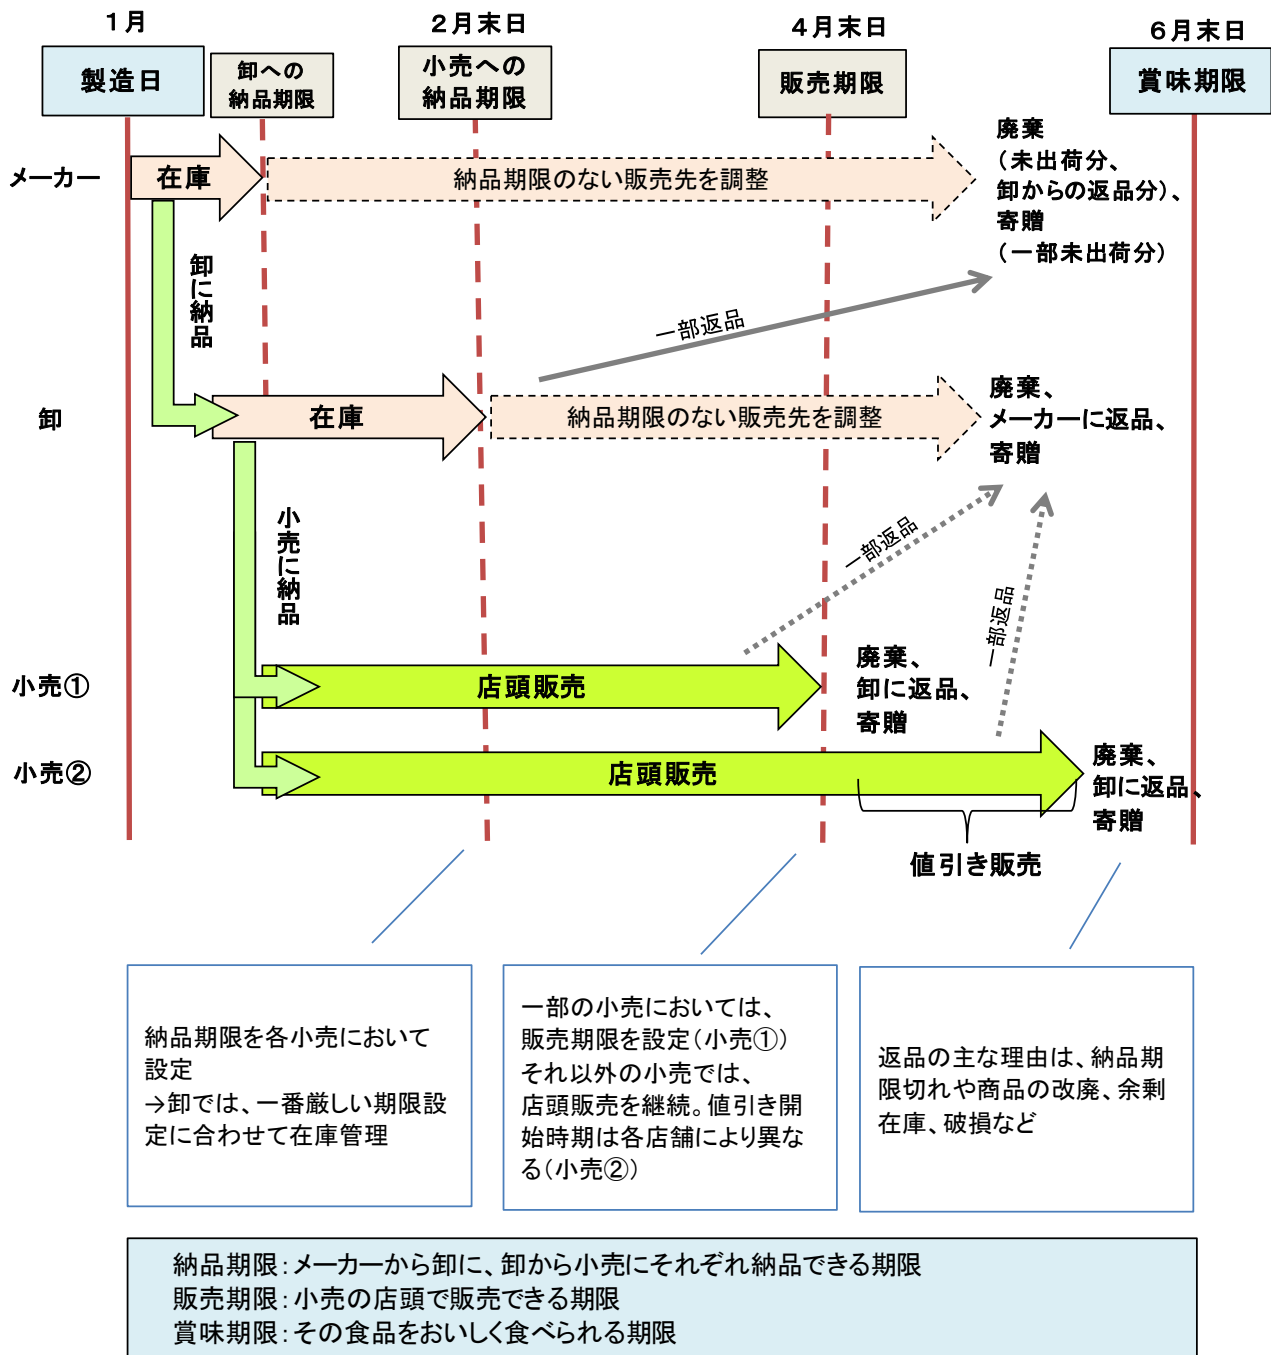 1月
2月末日
4月末日
6月末日
製造日
卸への
納品期限
小売への
納品期限
販売期限
賞味期限
メーカー
在庫
納品期限のない販売先を調整
廃棄
(未出荷分、
卸からの返品分)、
寄贈
(一部未出荷分)
卸に納品
一部返品
卸
在庫
納品期限のない販売先を調整
廃棄、
メーカーに返品、
寄贈
小売に納品
一部返品
一部返品
小売①
店頭販売
廃棄、
卸に返品、
寄贈
小売②
店頭販売
廃棄、
卸に返品、
寄贈
値引き販売
納品期限を各小売において
設定
→卸では、一番厳しい期限設
定に合わせて在庫管理
一部の小売においては、
販売期限を設定(小売①)
それ以外の小売では、
店頭販売を継続。値引き開
始時期は各店舗により異な
る(小売②)
返品の主な理由は、納品期
限切れや商品の改廃、余剰
在庫、破損など
納品期限:メーカーから卸に、卸から小売にそれぞれ納品できる期限
販売期限:小売の店頭で販売できる期限
賞味期限:その食品をおいしく食べられる期限